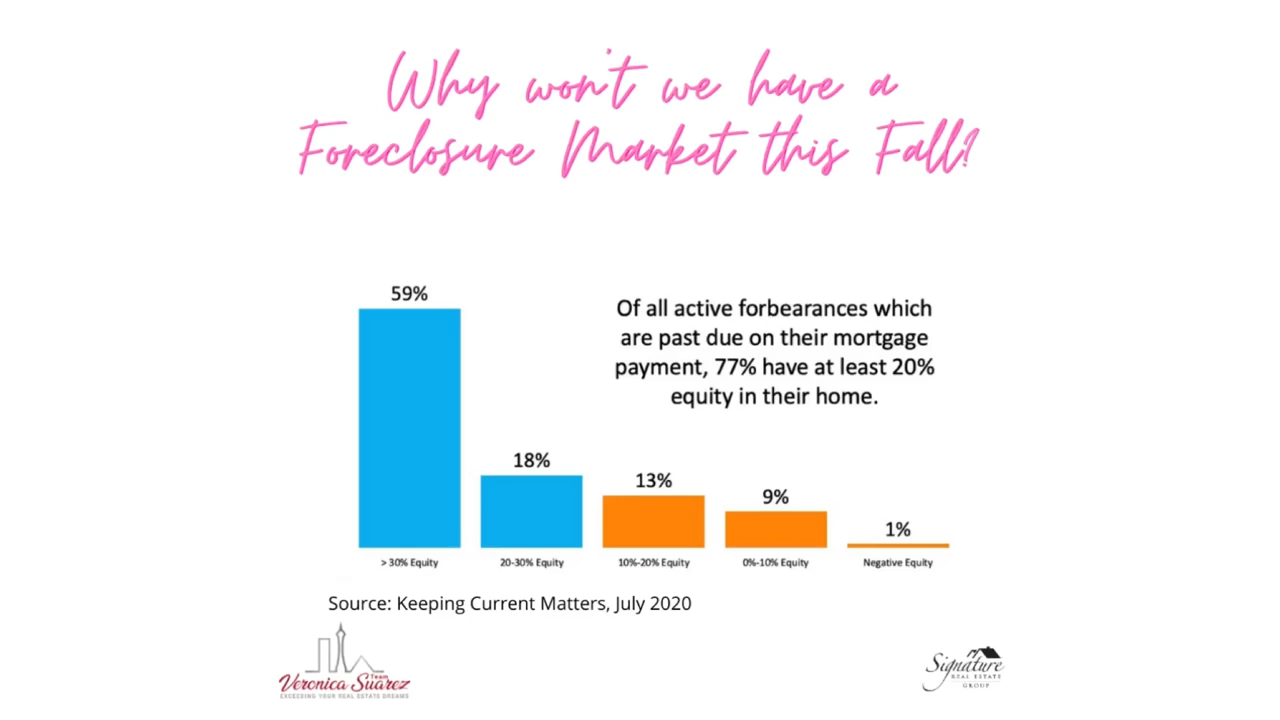 Why won't we have a
Foreclosure Market this Fall?
59%
Of all active forbearances which
are past due on their mortgage
payment, 77% have at least 20%
equity in their home.
18%
13%
9%
1%
> 30% Equity
20-30% Equity
10%-20% Equity
0%-10% Equity
Negative Equity
Source: Keeping Current Matters, July 2020
Team
Veronica Suárez
EXCEEDING YOUR REAL ESTATE DREAMS
Signature
REAL ESTATE
GROUP